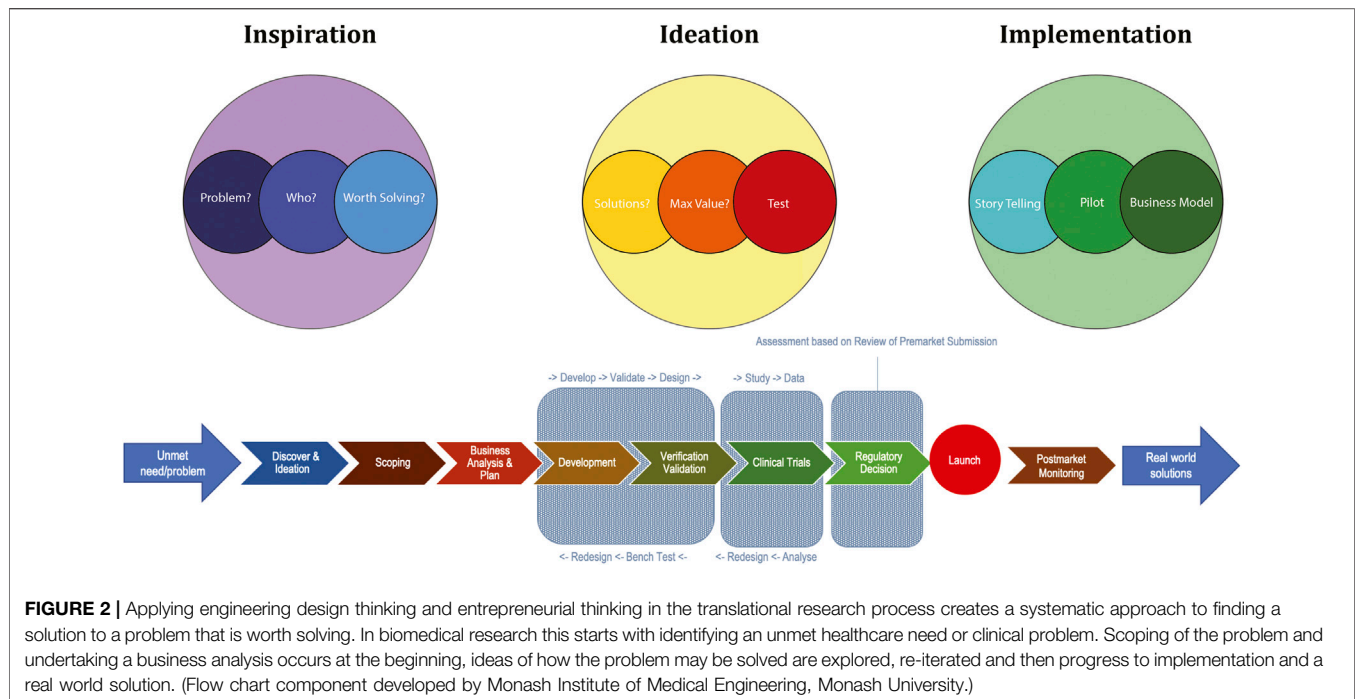 Inspiration
Ideation
Implementation
Problem?
Who?
Worth Solving?
Solutions?
Max Value?
Test
Story Telling
Pilot
Business Model
Assessment based on Review of Premarket Submission
-> Develop -> Validate -> Design ->
-> Study -> Data
Unmet
need/problem
Discover &
Ideation
Scoping
Business
Analysis &
Plan
Development
Verification
Validation
Clinical Trials
Regulatory
Decision
Launch
Postmarket
Monitoring
Real world
solutions
<- Redesign <- Bench Test <-
<- Redesign <- Analyse
FIGURE 2 | Applying engineering design thinking and entrepreneurial thinking in the translational research process creates a systematic approach to finding a
solution to a problem that is worth solving. In biomedical research this starts with identifying an unmet healthcare need or clinical problem. Scoping of the problem and
undertaking a business analysis occurs at the beginning, ideas of how the problem may be solved are explored, re-iterated and then progress to implementation and a
real world solution. (Flow chart component developed by Monash Institute of Medical Engineering, Monash University.)